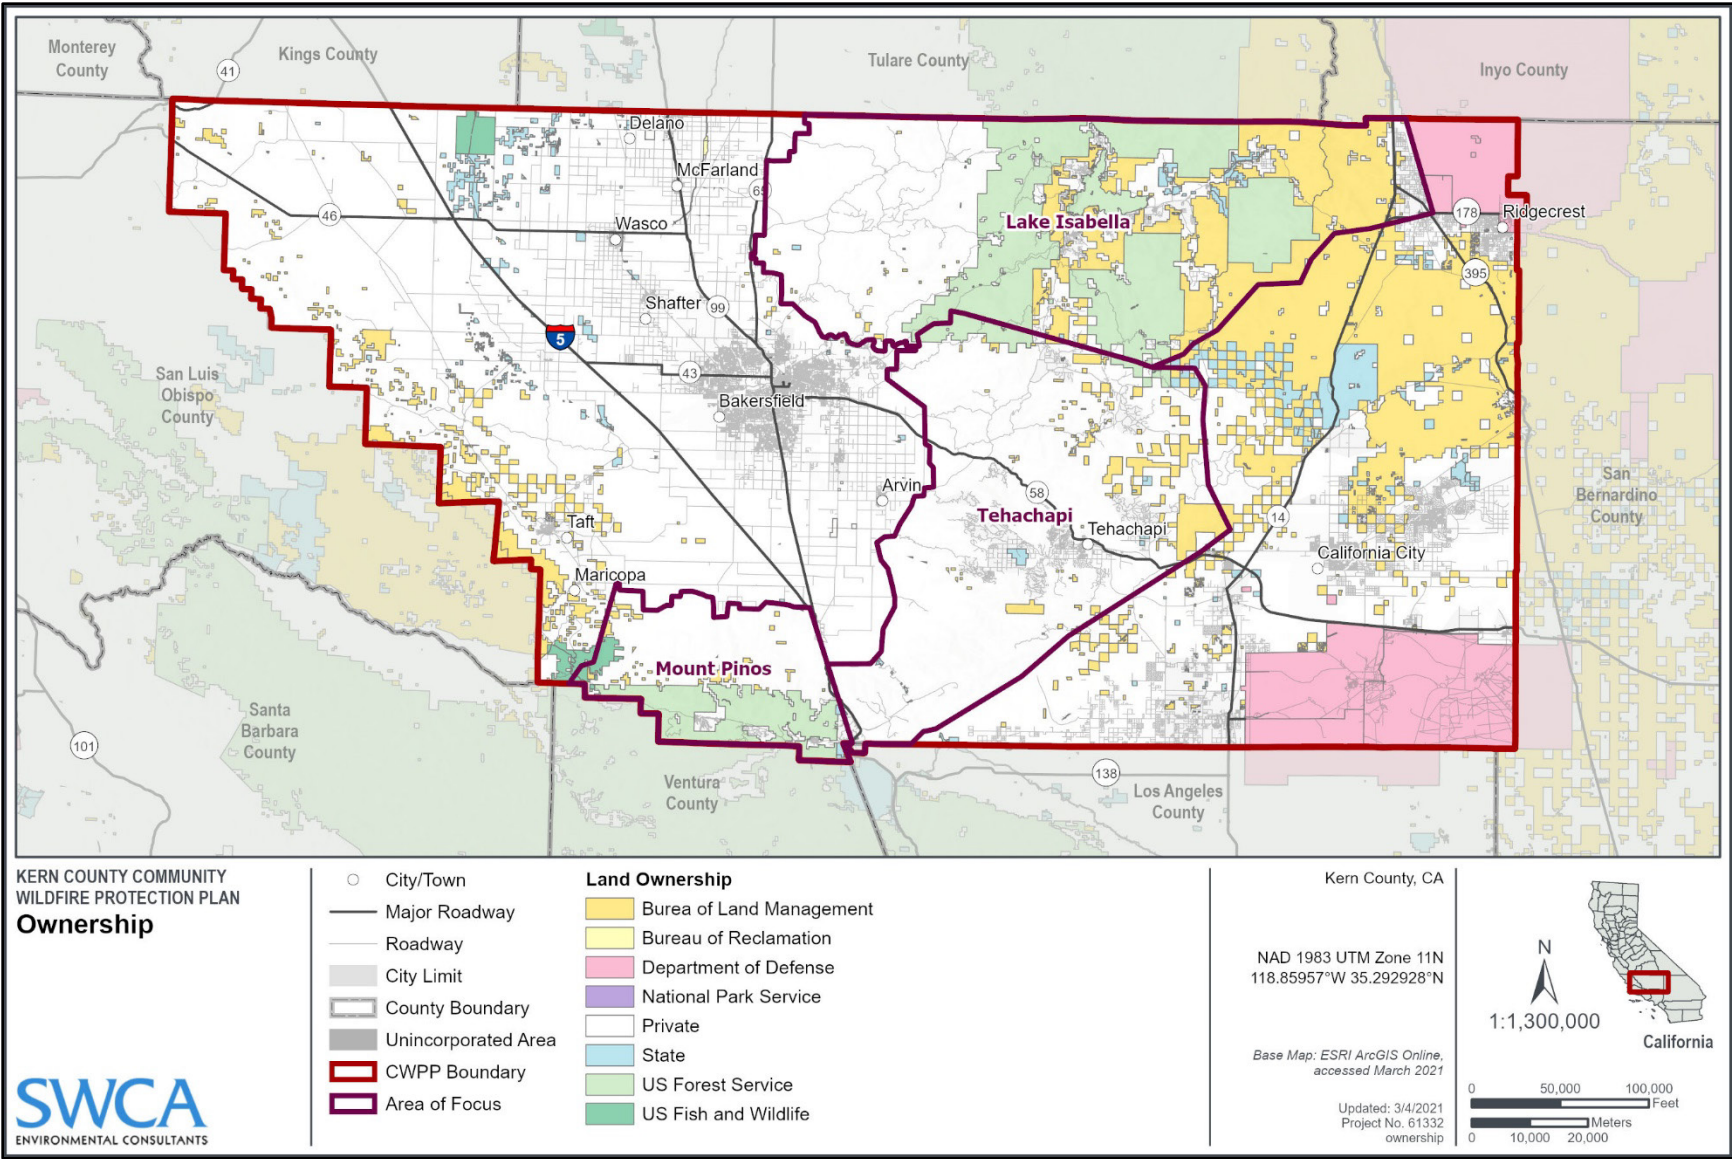 Monterey
County
Kings County
41
Tulare County
Inyo County
Delano
McFarland
65
46
Wasco
Lake Isabella
178
Ridgecrest
395
Shafter
99
5
43
San Luis
Obispo
County
Bakersfield
Arvin
58
Tehachapi
Tehachapi
14
San
Bernardino
County
Taft
California City
Maricopa
Mount Pinos
Santa
Barbara
County
101
Ventura
County
138
Los Angeles
County
KERN COUNTY COMMUNITY
WILDFIRE PROTECTION PLAN
Ownership
SWCA
ENVIRONMENTAL CONSULTANTS
City/Town
Major Roadway
Roadway
City Limit
County Boundary
Unincorporated Area
CWPP Boundary
Area of Focus
Land Ownership
Burea of Land Management
Bureau of Reclamation
Department of Defense
National Park Service
Private
State
US Forest Service
US Fish and Wildlife
Kern County, CA
NAD 1983 UTM Zone 11N
118.85957°W 35.292928°N
Base Map: ESRI ArcGIS Online,
accessed March 2021
Updated: 3/4/2021
Project No. 61332
ownership
N
1:1,300,000
California
0 50,000 100,000
Feet
Meters
0 10,000 20,000